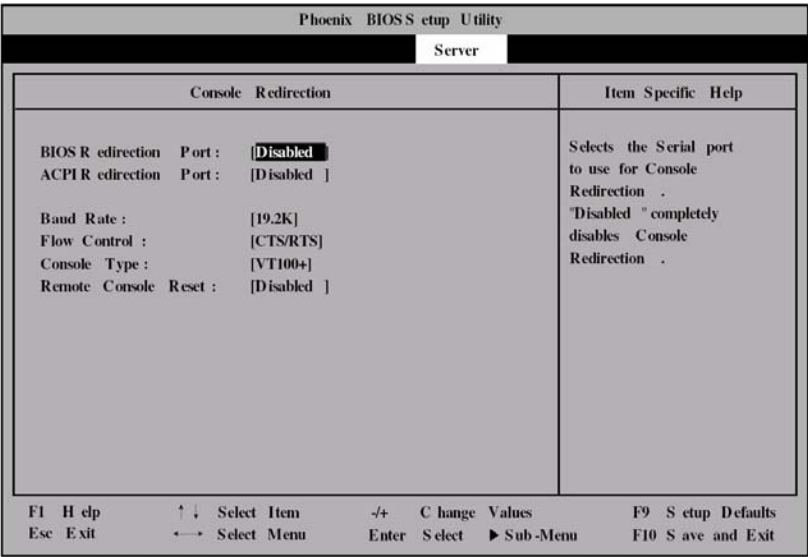 Phoenix BIOS Setup Utility
Server
Console Redirection
Item Specific Help
BIOS Redirection Port : [Disabled ]
ACPI Redirection Port : [Disabled ]
Baud Rate : [19.2K]
Flow Control : [CTS/RTS]
Console Type : [VT100+]
Remote Console Reset : [Disabled ]
Selects the Serial port
to use for Console
Redirection .
"Disabled " completely
disables Console
Redirection .
F1 Help ↑ ↓ Select Item -/+ Change Values F9 Setup Defaults
Esc Exit ←→ Select Menu Enter Select ▶ Sub-Menu F10 Save and Exit